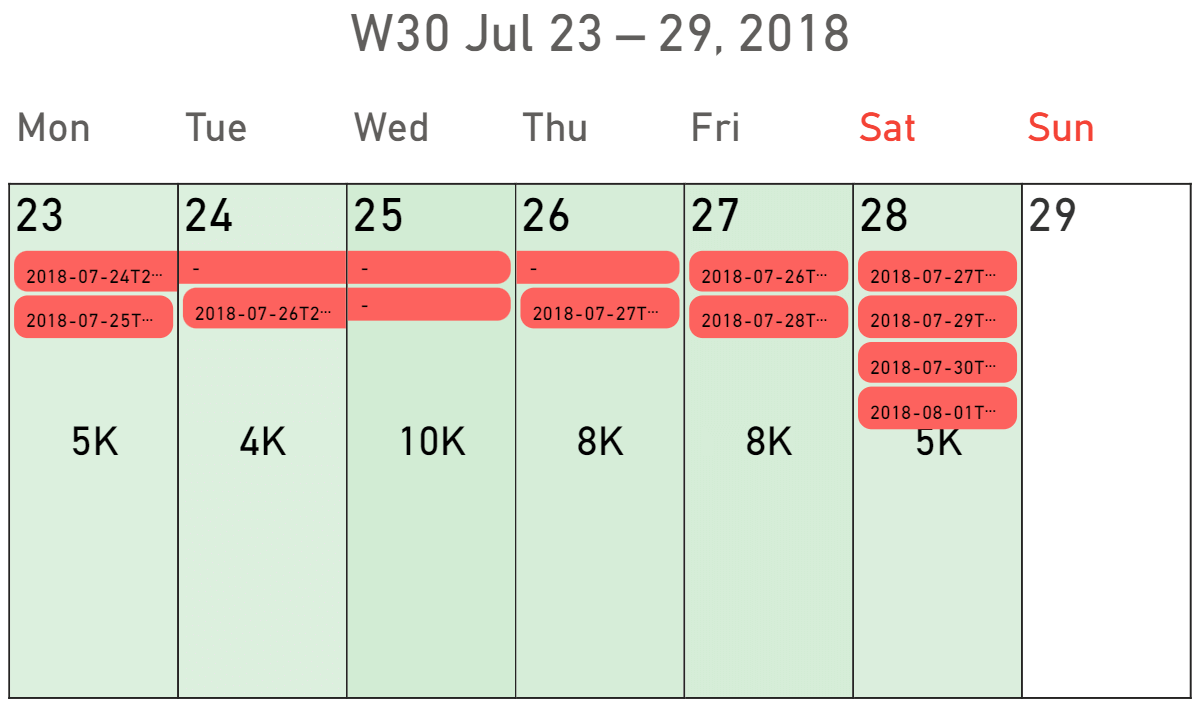 W30 Jul 23 – 29, 2018
Mon Tue Wed Thu Fri Sat Sun
23 24 25 26 27 28 29
2018-07-24T2… - - - 2018-07-26T… 2018-07-27T…
2018-07-25T… 2018-07-26T2… - 2018-07-27T… 2018-07-28T… 2018-07-29T…
2018-07-30T…
2018-08-01T…
5K 4K 10K 8K 8K 5K